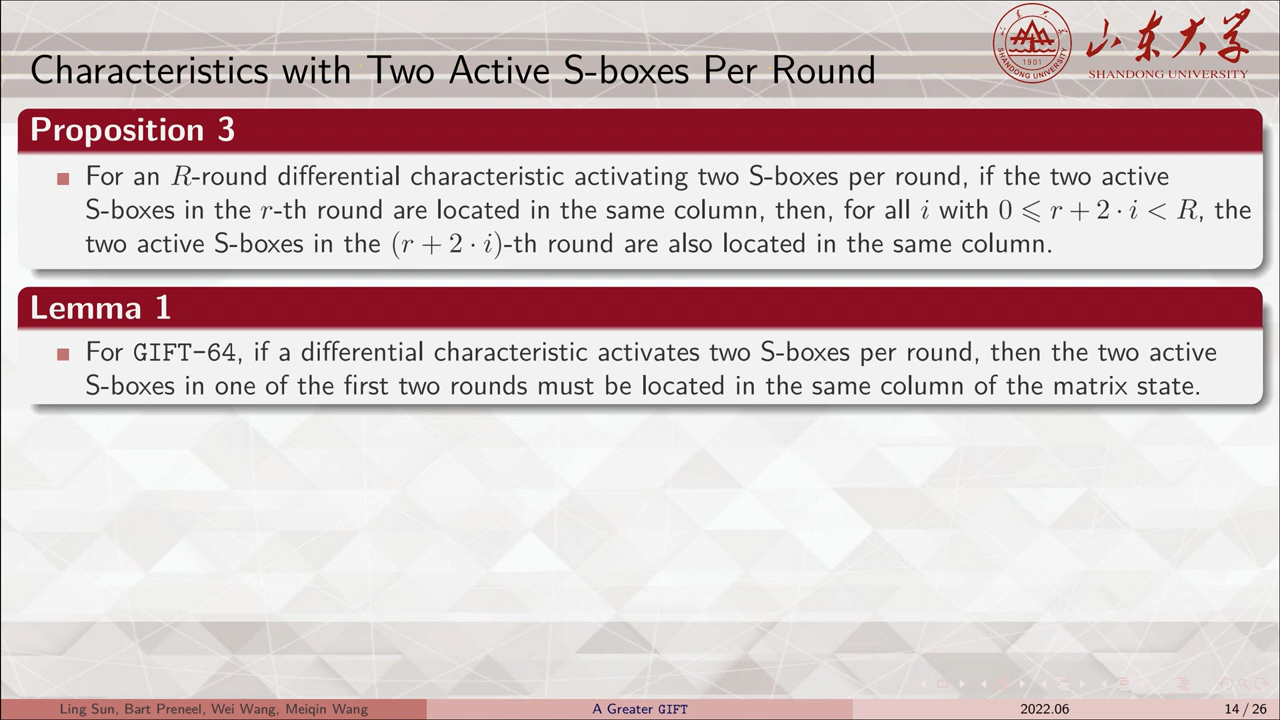 Characteristics with Two Active S-boxes Per Round
SHANDONG UNIVERSITY
1901
山东大学
SHANDONG UNIVERSITY
Proposition 3
For an R-round differential characteristic activating two S-boxes per round, if the two active
S-boxes in the r-th round are located in the same column, then, for all i with 0 ⩽ r + 2 · i < R, the
two active S-boxes in the (r + 2 · i)-th round are also located in the same column.
Lemma 1
For GIFT-64, if a differential characteristic activates two S-boxes per round, then the two active
S-boxes in one of the first two rounds must be located in the same column of the matrix state.
Ling Sun, Bart Preneel, Wei Wang, Meiqin Wang
A Greater GIFT
2022.06
14 / 26